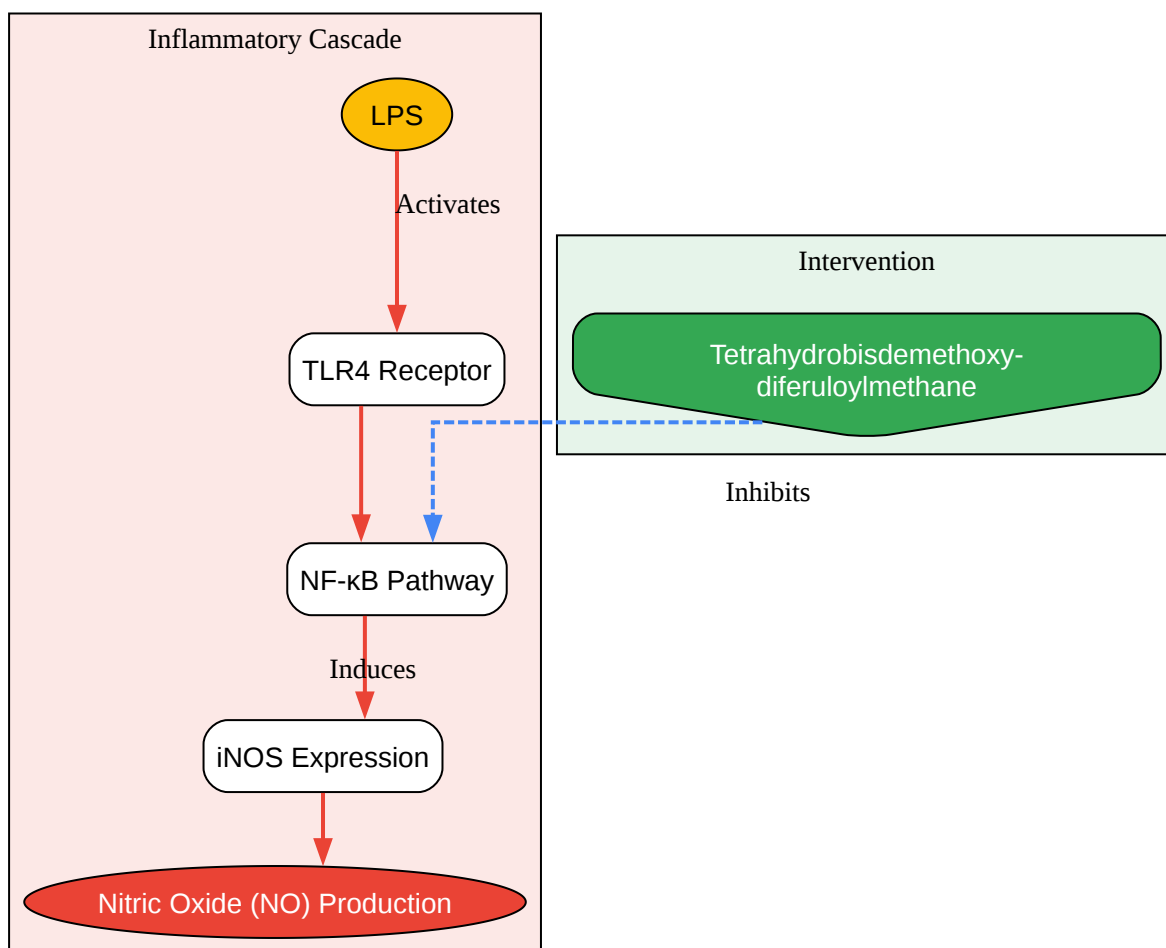 Inflammatory Cascade
LPS
Activates
Intervention
Tetrahydrobisdemethoxy-
diferuloylmethane
TLR4 Receptor
Inhibits
NF-κB Pathway
Induces
iNOS Expression
Nitric Oxide (NO) Production